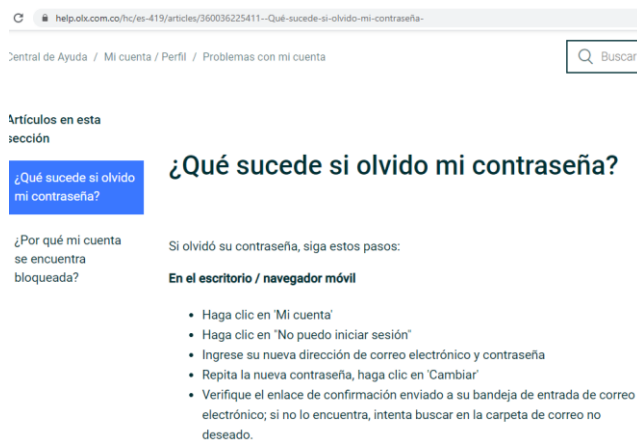 help.olx.com.co/hc/es-419/articles/360036225411--Qué-sucede-si-olvido-mi-contraseña-
Central de Ayuda / Mi cuenta / Perfil / Problemas con mi cuenta
Buscar
Artículos en esta
sección
¿Qué sucede si olvido
mi contraseña?
¿Por qué mi cuenta
se encuentra
bloqueada?
¿Qué sucede si olvido mi contraseña?
Si olvidó su contraseña, siga estos pasos:
En el escritorio / navegador móvil
• Haga clic en 'Mi cuenta'
• Haga clic en "No puedo iniciar sesión"
• Ingrese su nueva dirección de correo electrónico y contraseña
• Repita la nueva contraseña, haga clic en 'Cambiar'
• Verifique el enlace de confirmación enviado a su bandeja de entrada de correo
electrónico; si no lo encuentra, intenta buscar en la carpeta de correo no
deseado.